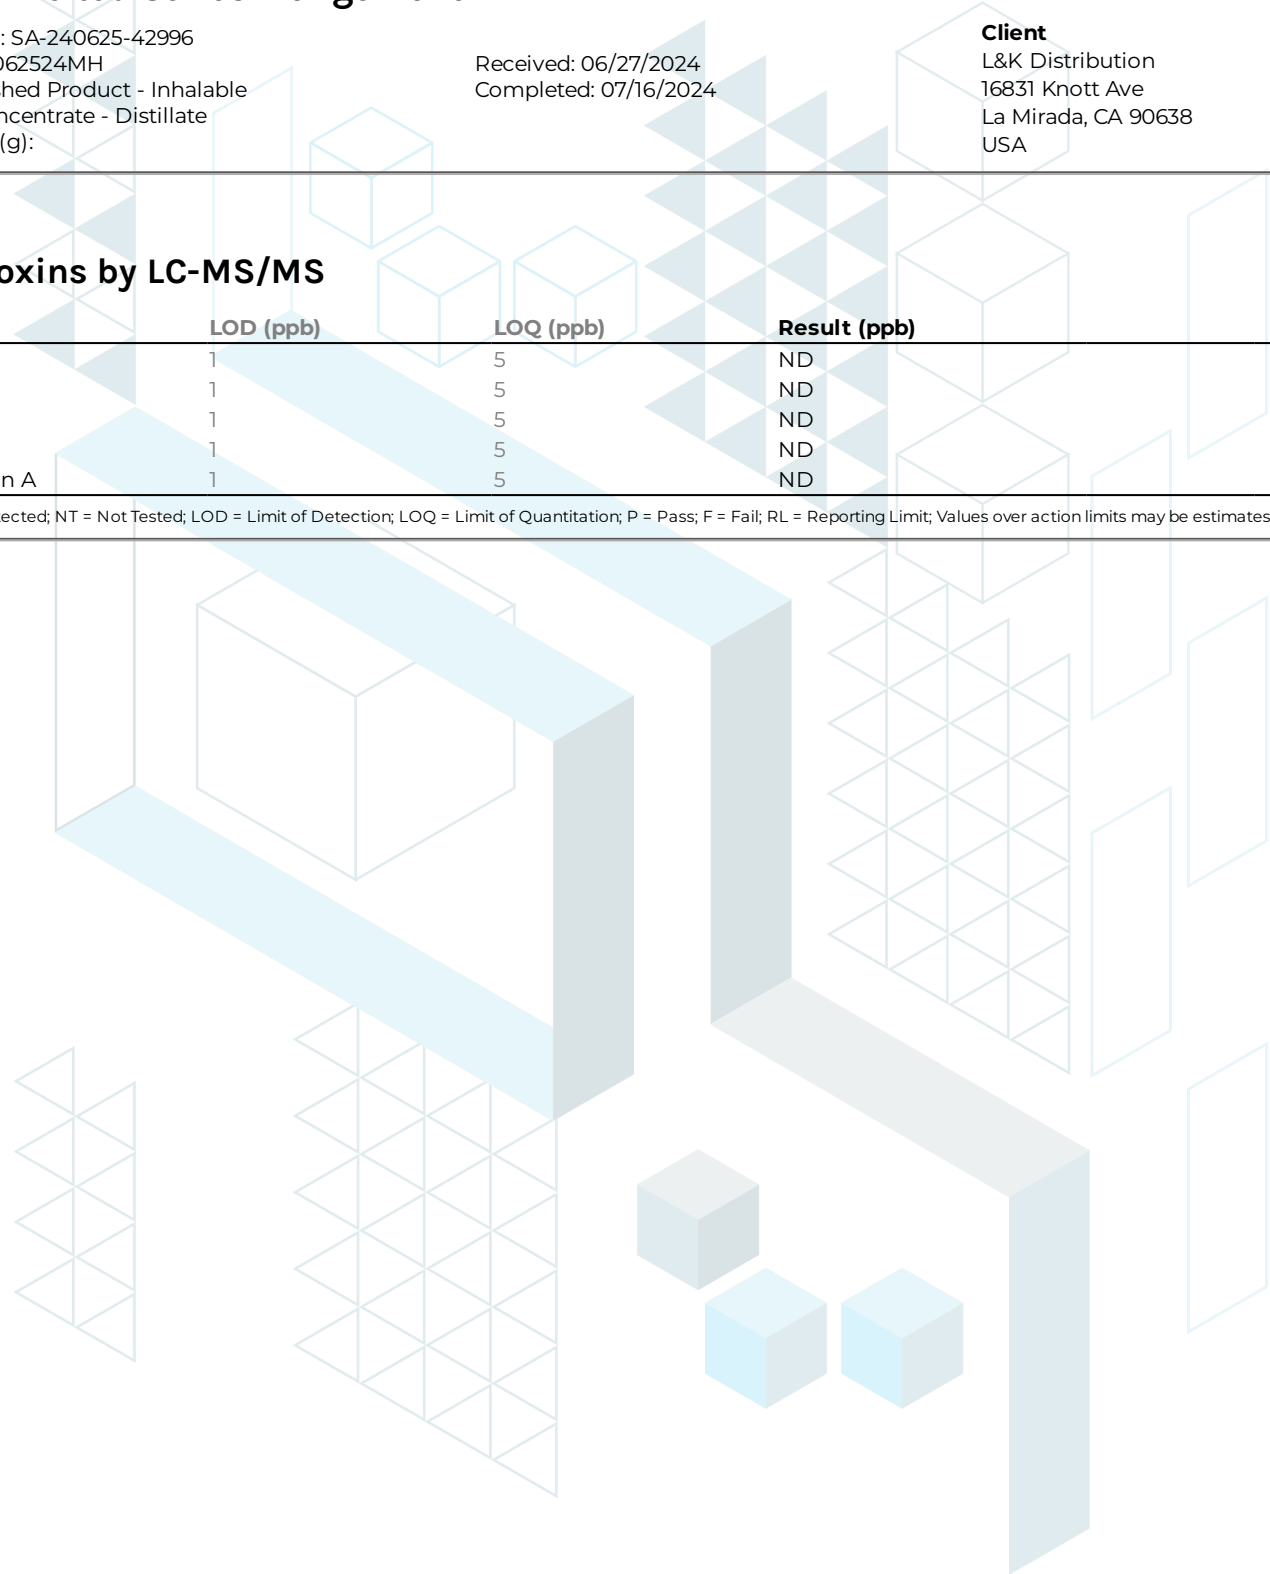 : SA-240625-42996
062524MH
shed Product - Inhalable
ncentrate - Distillate
(g):
Received: 06/27/2024
Completed: 07/16/2024
Client
L&K Distribution
16831 Knott Ave
La Mirada, CA 90638
USA
oxins by LC-MS/MS
LOD (ppb) LOQ (ppb) Result (ppb)
1 5 ND
1 5 ND
1 5 ND
1 5 ND
n A 1 5 ND
ected; NT = Not Tested; LOD = Limit of Detection; LOQ = Limit of Quantitation; P = Pass; F = Fail; RL = Reporting Limit; Values over action limits may be estimates